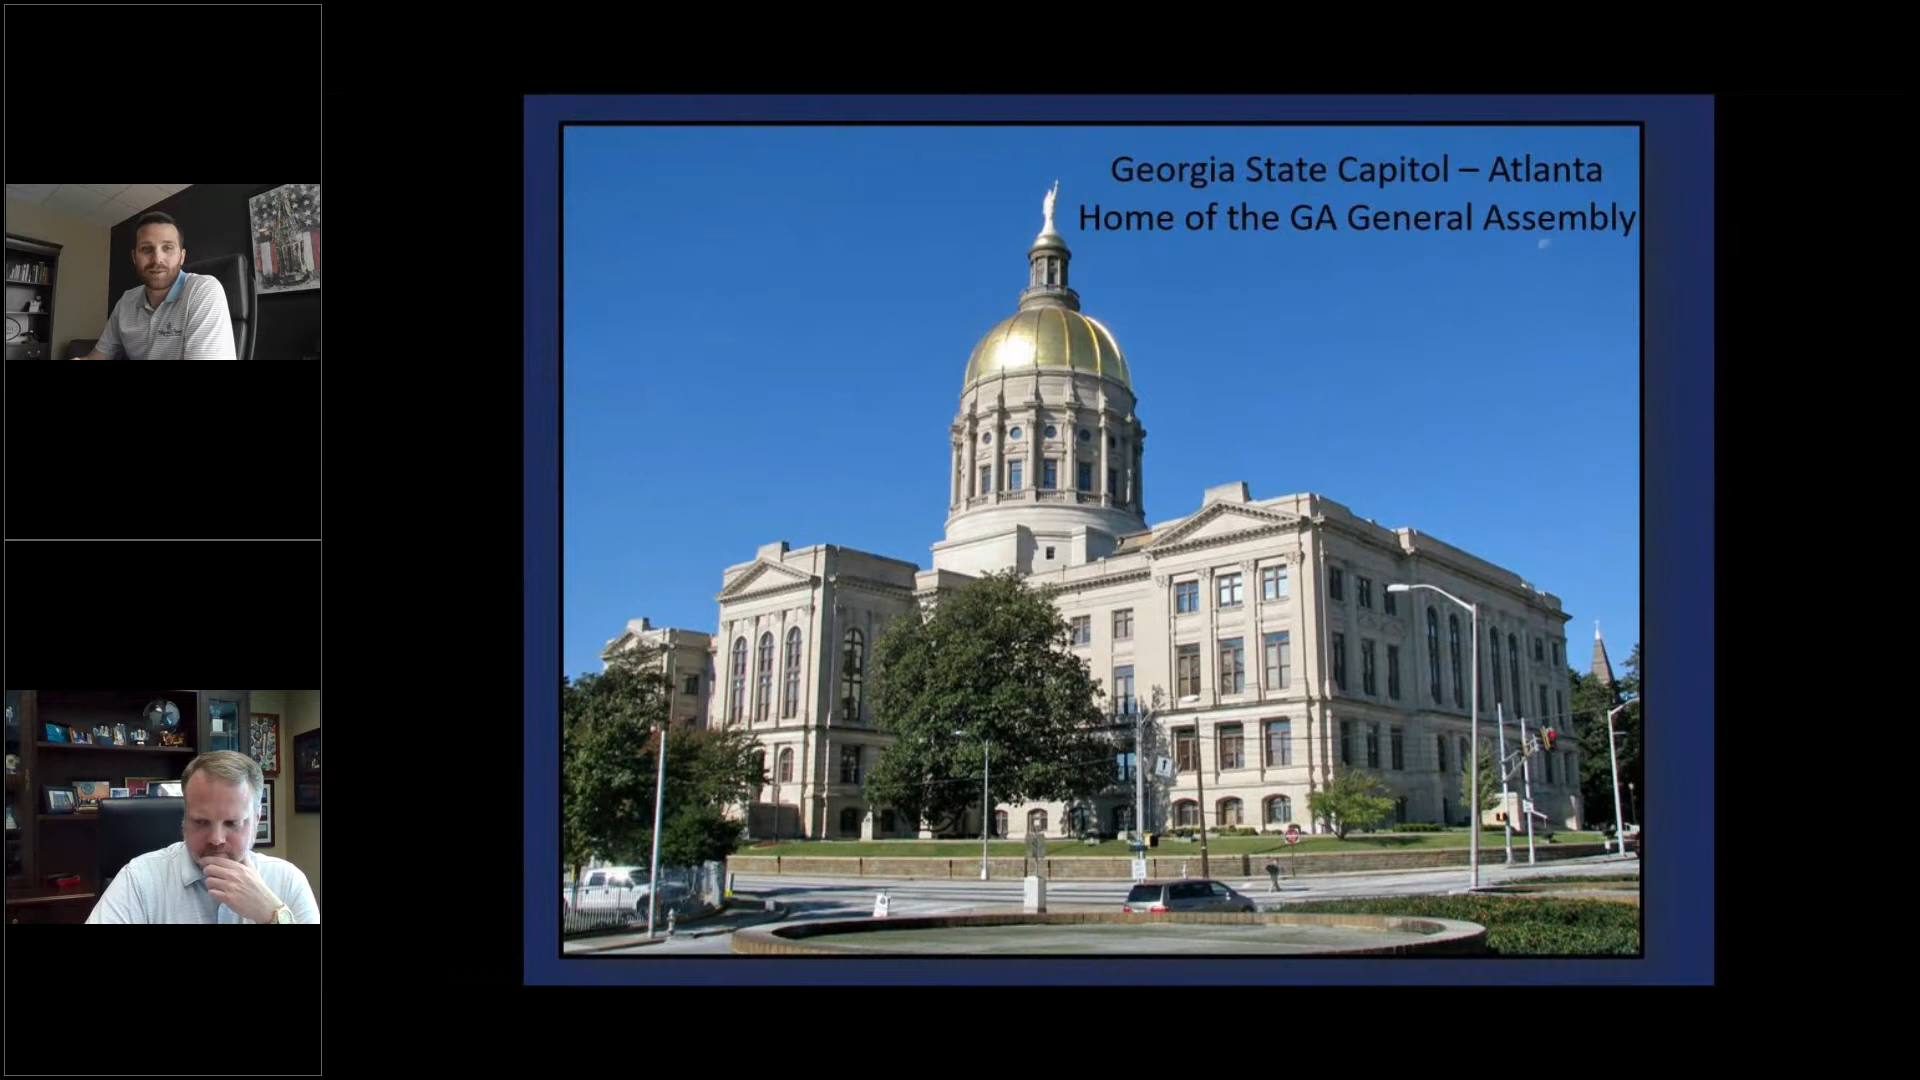 Georgia State Capitol – Atlanta
Home of the GA General Assembly